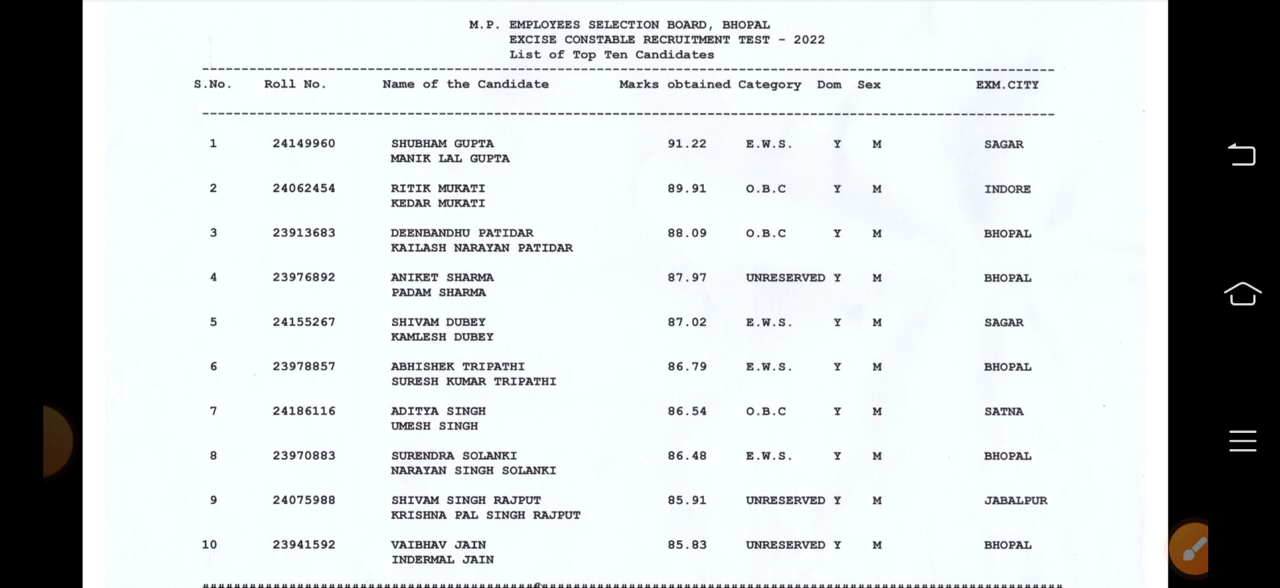 M.P. EMPLOYEES SELECTION BOARD, BHOPAL
EXCISE CONSTABLE RECRUITMENT TEST - 2022
List of Top Ten Candidates
S.No. Roll No. Name of the Candidate Marks obtained Category Dom Sex EXM.CITY
1 24149960 SHUBHAM GUPTA 91.22 E.W.S. Y M SAGAR
MANIK LAL GUPTA
2 24062454 RITIK MUKATI 89.91 O.B.C Y M INDORE
KEDAR MUKATI
3 23913683 DEENBANDHU PATIDAR 88.09 O.B.C Y M BHOPAL
KAILASH NARAYAN PATIDAR
4 23976892 ANIKET SHARMA 87.97 UNRESERVED Y M BHOPAL
PADAM SHARMA
5 24155267 SHIVAM DUBEY 87.02 E.W.S. Y M SAGAR
KAMLESH DUBEY
6 23978857 ABHISHEK TRIPATHI 86.79 E.W.S. Y M BHOPAL
SURESH KUMAR TRIPATHI
7 24186116 ADITYA SINGH 86.54 O.B.C Y M SATNA
UMESH SINGH
8 23970883 SURENDRA SOLANKI 86.48 E.W.S. Y M BHOPAL
NARAYAN SINGH SOLANKI
9 24075988 SHIVAM SINGH RAJPUT 85.91 UNRESERVED Y M JABALPUR
KRISHNA PAL SINGH RAJPUT
10 23941592 VAIBHAV JAIN 85.83 UNRESERVED Y M BHOPAL
INDERMAL JAIN